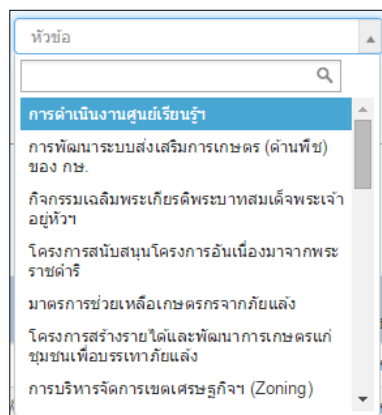 หัวข้อ
การดำเนินงานศูนย์เรียนรู้ฯ
การพัฒนาระบบส่งเสริมการเกษตร (ด้านพืช)
ของ กษ.
กิจกรรมเฉลิมพระเกียรติพระบาทสมเด็จพระเจ้า
อยู่หัวฯ
โครงการสนับสนุนโครงการอันเนื่องมาจากพระ
ราชดำริ
มาตรการช่วยเหลือเกษตรกรจากภัยแล้ง
โครงการสร้างรายได้และพัฒนาการเกษตรแก่
ชุมชนเพื่อบรรเทาภัยแล้ง
การบริหารจัดการเขตเศรษฐกิจฯ (Zoning)